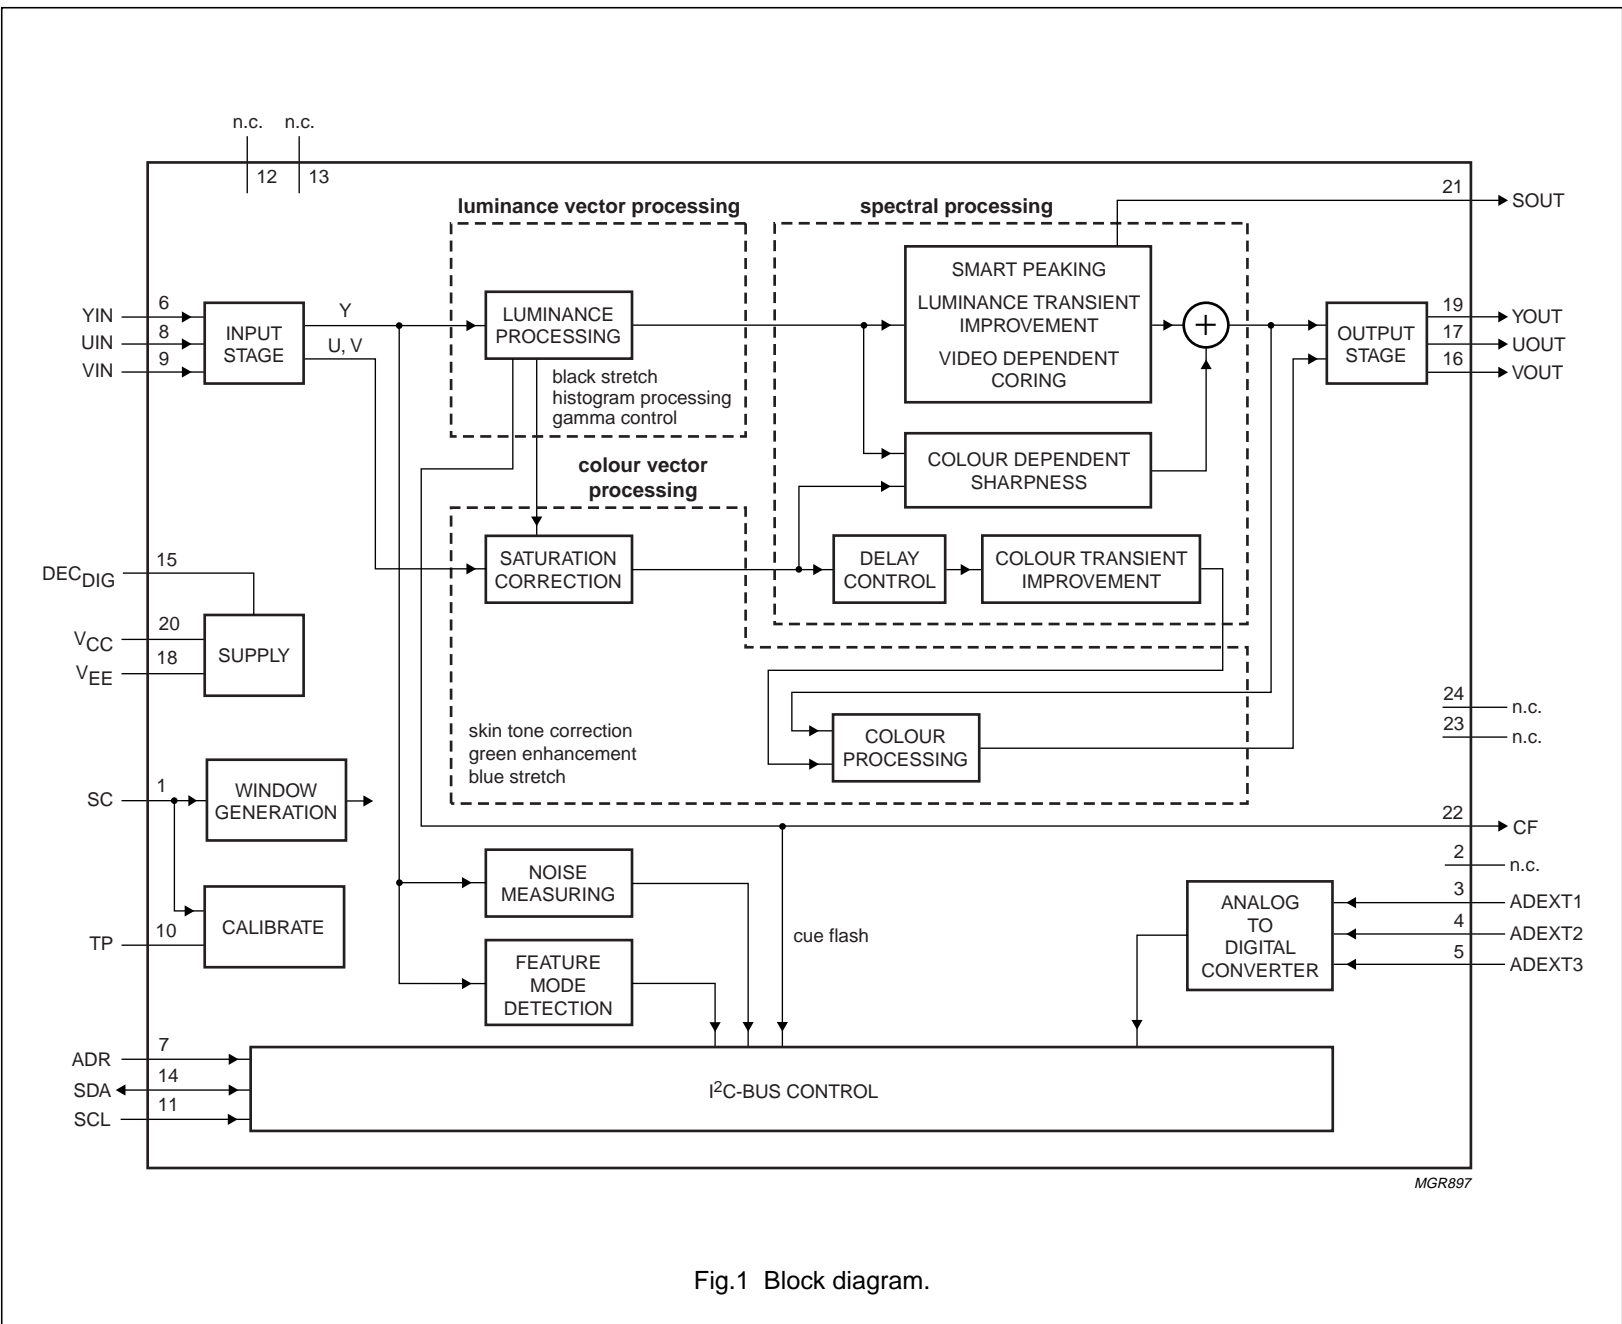 n.c. n.c.
12 13
21
SOUT
luminance vector processing
spectral processing
SMART PEAKING
LUMINANCE TRANSIENT
IMPROVEMENT
VIDEO DEPENDENT
CORING
YIN 6
UIN 8
VIN 9
INPUT
STAGE
Y
U, V
LUMINANCE
PROCESSING
+
OUTPUT
STAGE
19 YOUT
17 UOUT
16 VOUT
black stretch
histogram processing
gamma control
colour vector
processing
COLOUR DEPENDENT
SHARPNESS
SATURATION
CORRECTION
DELAY
CONTROL
COLOUR TRANSIENT
IMPROVEMENT
DECDIG 15
VCC 20
VEE 18
SUPPLY
24 n.c.
23 n.c.
skin tone correction
green enhancement
blue stretch
COLOUR
PROCESSING
SC 1
WINDOW
GENERATION
22 CF
2 n.c.
NOISE
MEASURING
3 ADEXT1
4 ADEXT2
5 ADEXT3
ANALOG
TO
DIGITAL
CONVERTER
CALIBRATE
TP 10
cue flash
FEATURE
MODE
DETECTION
ADR 7
SDA 14
SCL 11
I2C-BUS CONTROL
MGR897
Fig.1 Block diagram.